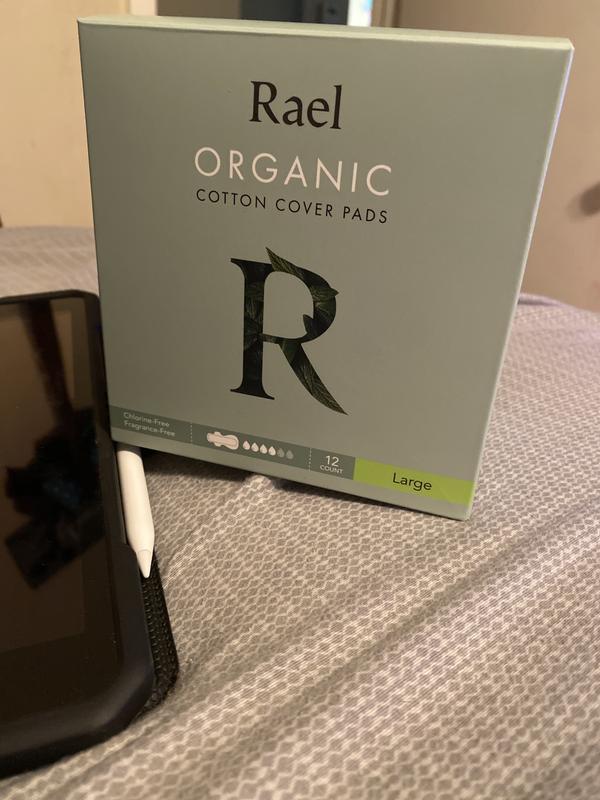 Rael
ORGANIC
COTTON COVER PADS
R
Chlorine-Free
Fragrance-Free
12
COUNT
Large